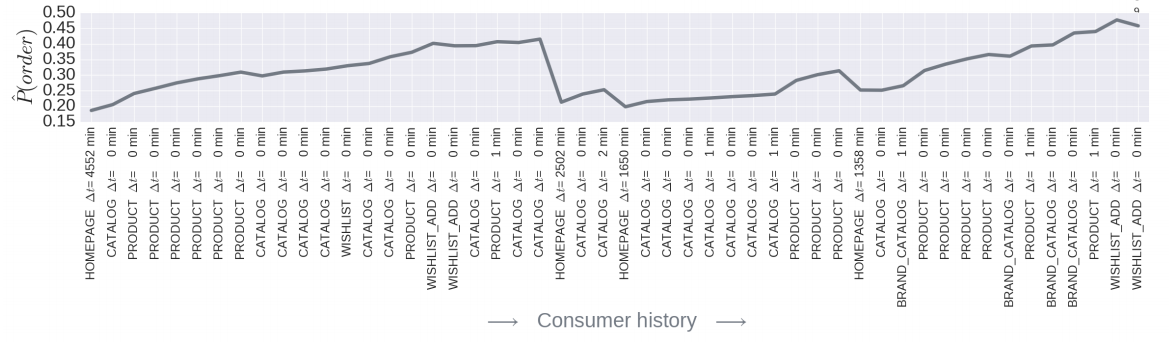 P̂(order)
0.50
0.45
0.40
0.35
0.30
0.25
0.20
0.15
HOMEPAGE Δt= 4552 min
CATALOG Δt= 0 min
PRODUCT Δt= 0 min
PRODUCT Δt= 0 min
PRODUCT Δt= 0 min
PRODUCT Δt= 0 min
PRODUCT Δt= 0 min
PRODUCT Δt= 0 min
CATALOG Δt= 0 min
CATALOG Δt= 0 min
CATALOG Δt= 0 min
CATALOG Δt= 0 min
WISHLIST Δt= 0 min
CATALOG Δt= 0 min
CATALOG Δt= 0 min
PRODUCT Δt= 0 min
WISHLIST_ADD Δt= 0 min
WISHLIST_ADD Δt= 0 min
CATALOG Δt= 0 min
PRODUCT Δt= 1 min
CATALOG Δt= 0 min
CATALOG Δt= 0 min
HOMEPAGE Δt= 2502 min
CATALOG Δt= 0 min
CATALOG Δt= 2 min
HOMEPAGE Δt= 1650 min
CATALOG Δt= 0 min
CATALOG Δt= 0 min
CATALOG Δt= 0 min
CATALOG Δt= 1 min
CATALOG Δt= 0 min
CATALOG Δt= 0 min
CATALOG Δt= 1 min
PRODUCT Δt= 0 min
PRODUCT Δt= 0 min
PRODUCT Δt= 0 min
HOMEPAGE Δt= 1358 min
CATALOG Δt= 0 min
BRAND_CATALOG Δt= 1 min
PRODUCT Δt= 0 min
PRODUCT Δt= 0 min
PRODUCT Δt= 0 min
PRODUCT Δt= 0 min
BRAND_CATALOG Δt= 0 min
PRODUCT Δt= 1 min
BRAND_CATALOG Δt= 0 min
BRAND_CATALOG Δt= 0 min
PRODUCT Δt= 1 min
WISHLIST_ADD Δt= 0 min
WISHLIST_ADD Δt= 0 min
→ Consumer history →